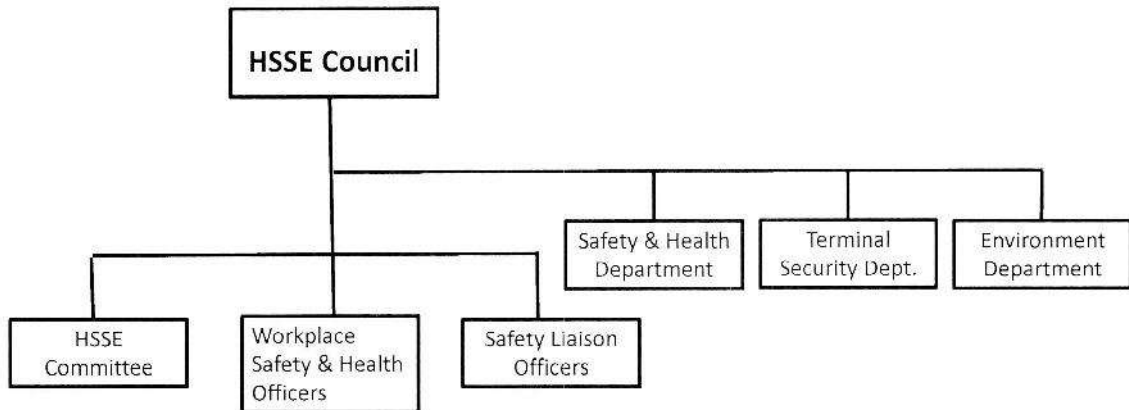 HSSE Council
Safety & Health
Department
Terminal
Security Dept.
Environment
Department
HSSE
Committee
Workplace
Safety & Health
Officers
Safety Liaison
Officers